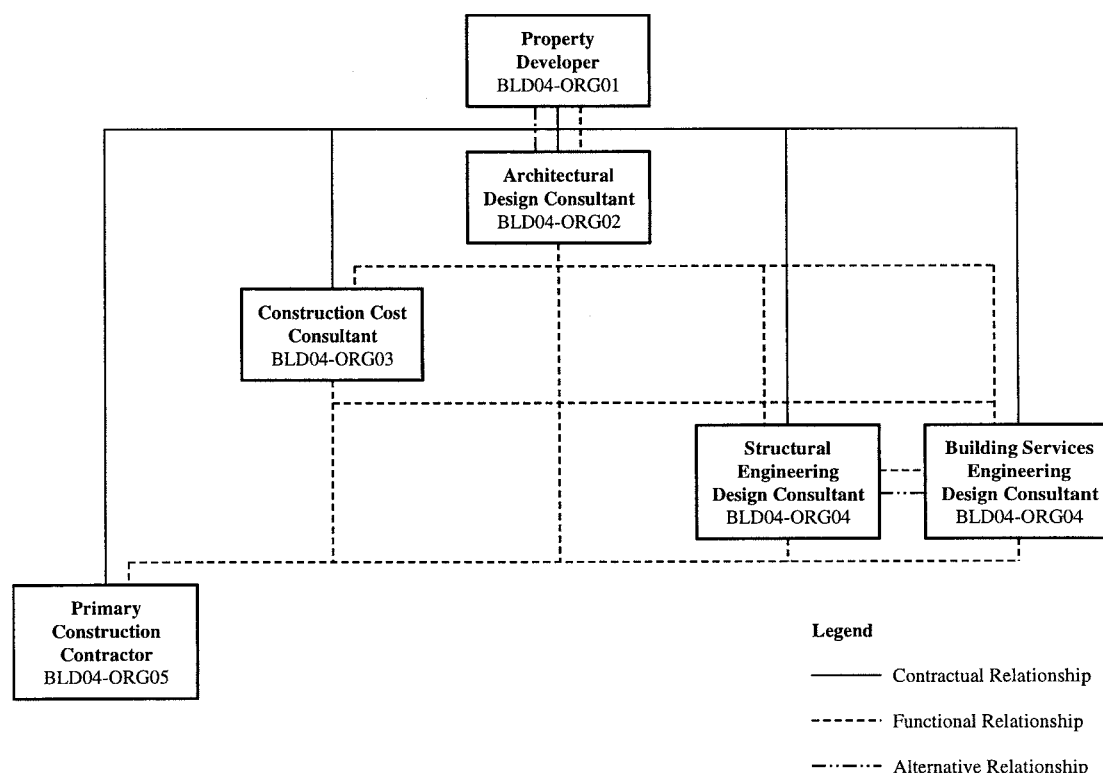 Property
Developer
BLD04-ORG01
Architectural
Design Consultant
BLD04-ORG02
Construction Cost
Consultant
BLD04-ORG03
Structural
Engineering
Design Consultant
BLD04-ORG04
Building Services
Engineering
Design Consultant
BLD04-ORG04
Primary
Construction
Contractor
BLD04-ORG05
Legend
Contractual Relationship
Functional Relationship
Alternative Relationship